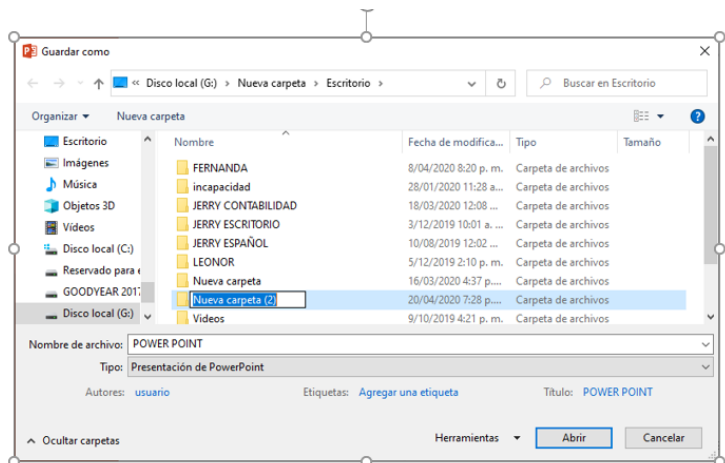 Guardar como
« Disco local (G:) › Nueva carpeta › Escritorio ›
Buscar en Escritorio
Organizar Nueva carpeta
Escritorio
Imágenes
Música
Objetos 3D
Vídeos
Disco local (C:)
Reservado para
GOODYEAR 2017
Disco local (G:)
Nombre Fecha de modifica... Tipo Tamaño
FERNANDA 8/04/2020 8:20 p. m. Carpeta de archivos
incapacidad 28/01/2020 11:28 a... Carpeta de archivos
JERRY CONTABILIDAD 18/03/2020 12:08 ... Carpeta de archivos
JERRY ESCRITORIO 3/12/2019 10:01 a. ... Carpeta de archivos
JERRY ESPAÑOL 10/08/2019 12:02 ... Carpeta de archivos
LEONOR 5/12/2019 2:10 p. m. Carpeta de archivos
Nueva carpeta 16/03/2020 4:37 p.... Carpeta de archivos
Nueva carpeta (2) 20/04/2020 7:28 p.... Carpeta de archivos
Videos 9/10/2019 4:21 p. m. Carpeta de archivos
Nombre de archivo: POWER POINT
Tipo: Presentación de PowerPoint
Autores: usuario Etiquetas: Agregar una etiqueta Título: POWER POINT
Ocultar carpetas Herramientas Abrir Cancelar